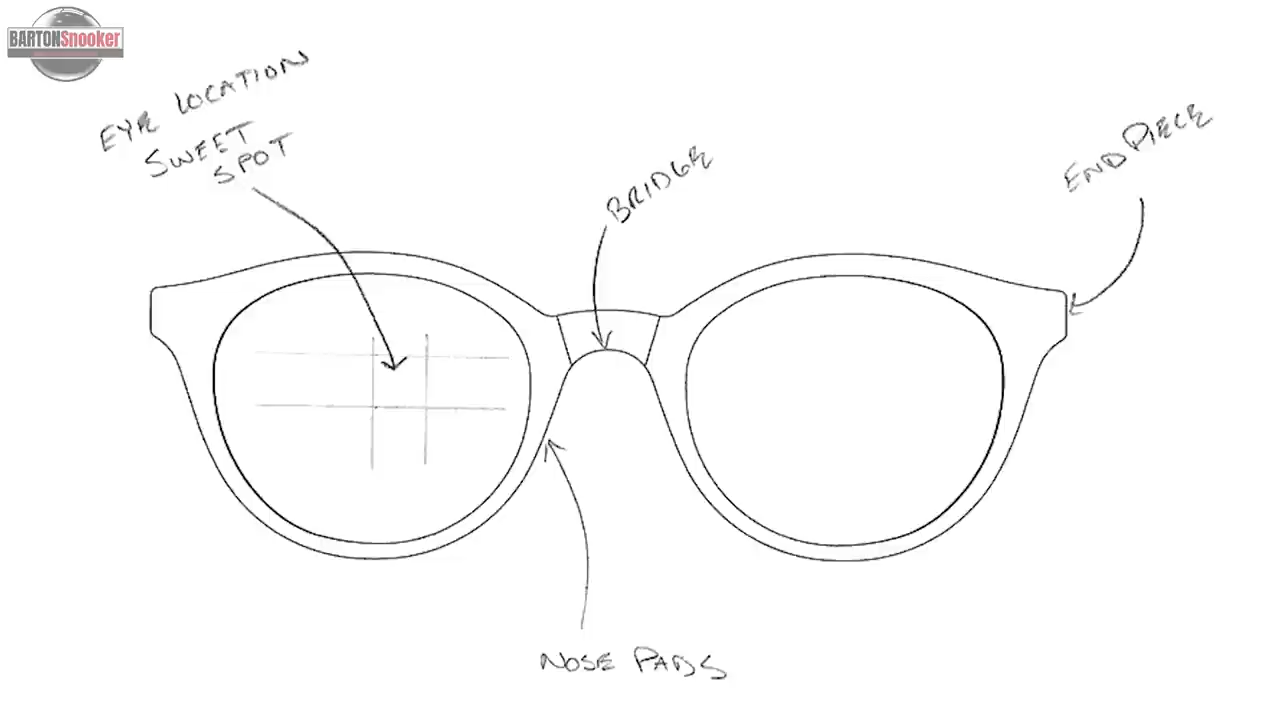 BARTONSnooker
EYE LOCATION
SWEET
SPOT
BRIDGE
END PIECE
NOSE PADS